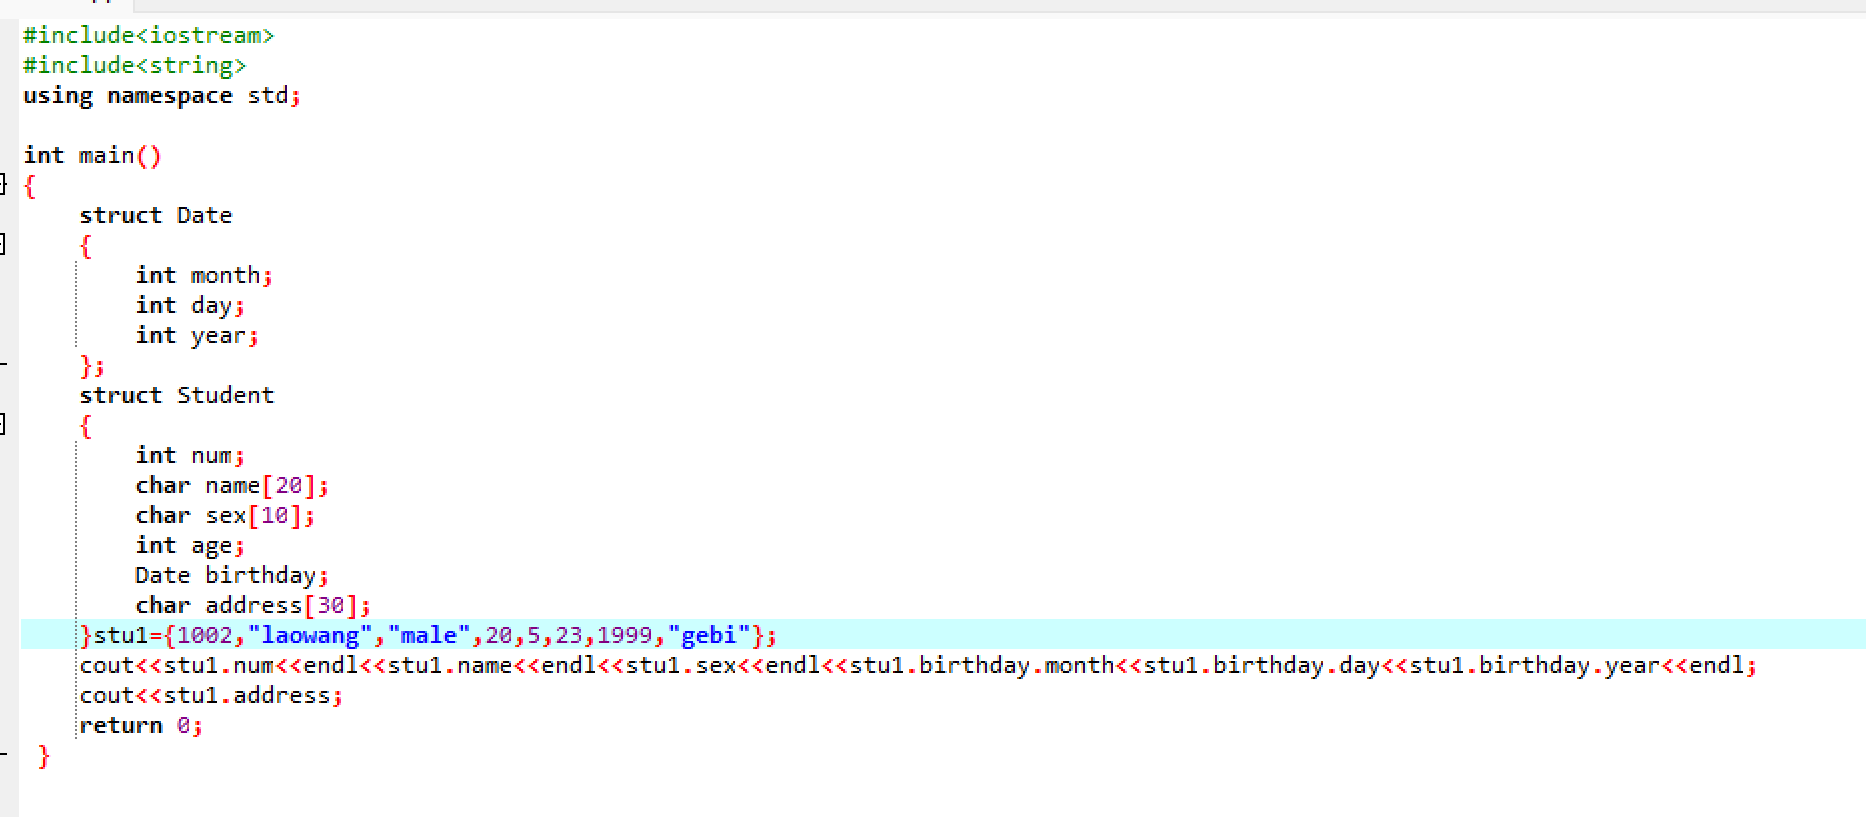 #include<iostream>
#include<string>
using namespace std;
int main()
{
struct Date
{
int month;
int day;
int year;
};
struct Student
{
int num;
char name[20];
char sex[10];
int age;
Date birthday;
char address[30];
}stu1={1002,"laowang","male",20,5,23,1999,"gebi"};
cout<<stu1.num<<endl<<stu1.name<<endl<<stu1.sex<<endl<<stu1.birthday.month<<stu1.birthday.day<<stu1.birthday.year<<endl;
cout<<stu1.address;
return 0;
}